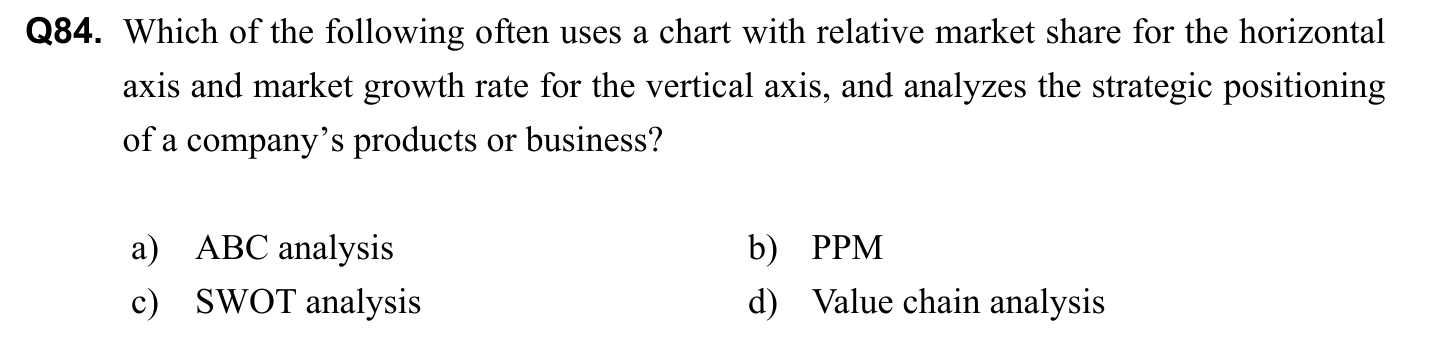 Q84. Which of the following often uses a chart with relative market share for the horizontal
axis and market growth rate for the vertical axis, and analyzes the strategic positioning
of a company’s products or business?
a) ABC analysis b) PPM
c) SWOT analysis d) Value chain analysis